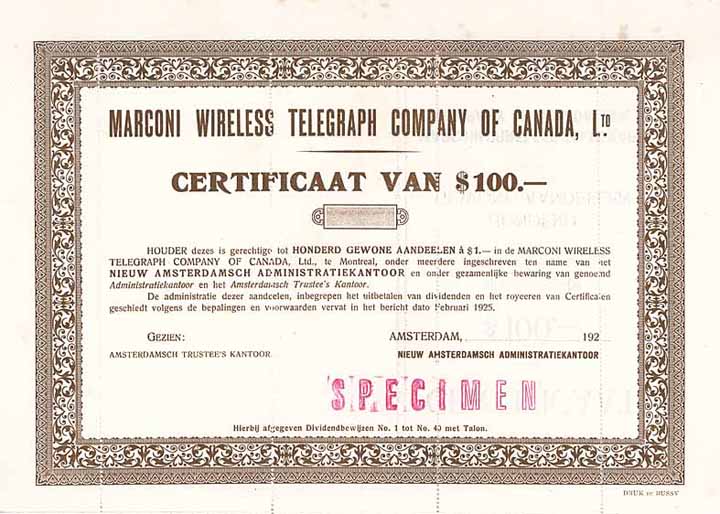 MARCONI WIRELESS TELEGRAPH COMPANY OF CANADA, LTD
CERTIFICAAT VAN $100.—
HOUDER dezes is gerechtigd tot HONDERD GEWONE AANDEELEN à $1.— in de MARCONI WIRELESS
TELEGRAPH COMPANY OF CANADA, Ltd., te Montreal, onder meerdere ingeschreven ten name van het
NIEUW AMSTERDAMSCH ADMINISTRATIEKANTOOR en onder gezamenlijke bewaring van genoemd
Administratiekantoor en het Amsterdamsch Trustee's Kantoor.
De administratie dezer aandeelen, inbegrepen het uitbetalen van dividenden en het royeeren van Certificaten
geschiedt volgens de bepalingen en voorwaarden vervat in het bericht dato Februari 1925.
GEZIEN: AMSTERDAM, 192
AMSTERDAMSCH TRUSTEE'S KANTOOR NIEUW AMSTERDAMSCH ADMINISTRATIEKANTOOR
SPECIMEN
Hierbij afgegeven Dividendbewijzen No. 1 tot No. 40 met Talon.
DRUK DE BUSSY